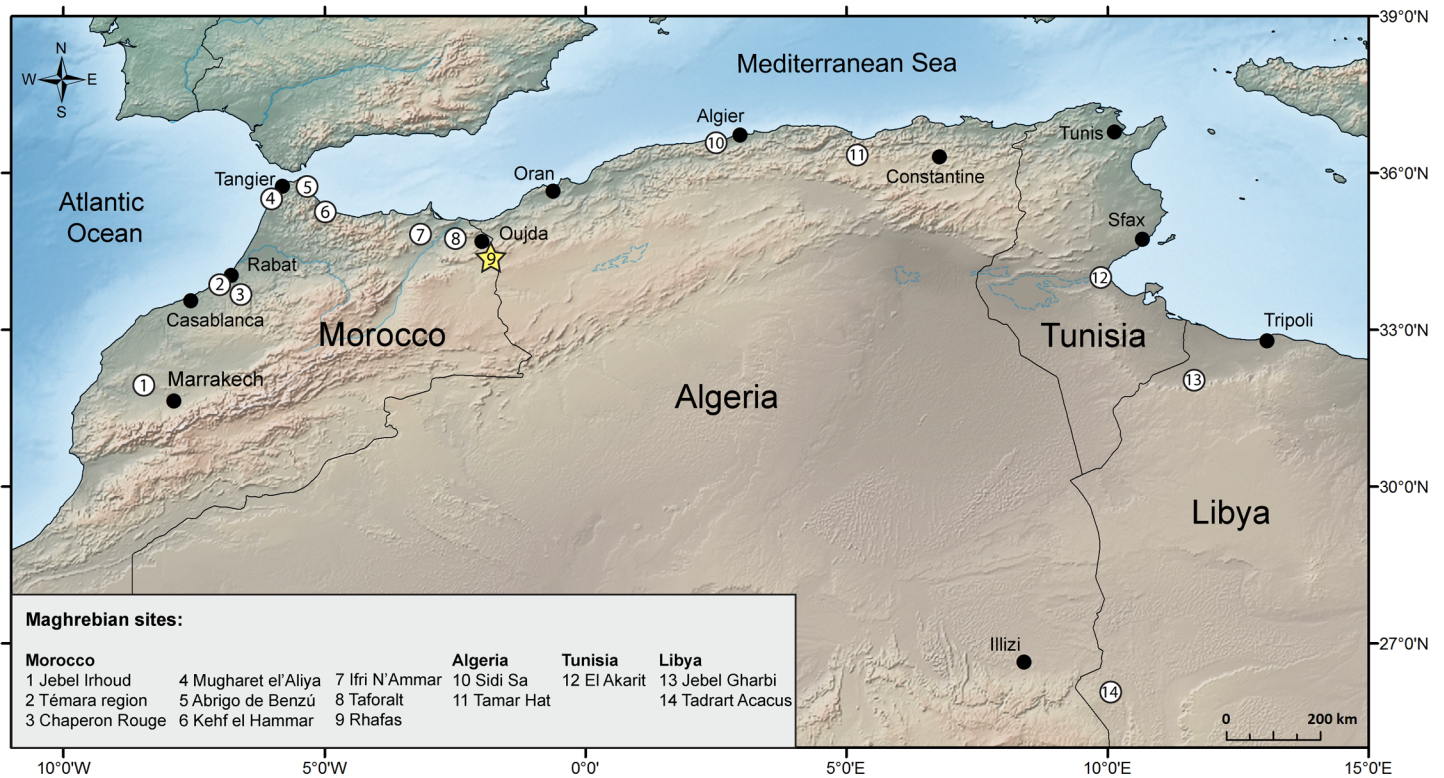 39°0'N
N
W E
S
Mediterranean Sea
Algier
10
Tunis
11
Constantine
36°0'N
Tangier
5
4
Oran
Atlantic
Ocean
6
Sfax
7
8
Oujda
9
Rabat
2
3
12
Casablanca
Morocco
Tunisia
Tripoli
33°0'N
1
Marrakech
13
Algeria
30°0'N
Libya
Maghrebian sites:
Morocco
1 Jebel Irhoud
2 Témara region
3 Chaperon Rouge
4 Mugharet el'Aliya
5 Abrigo de Benzú
6 Kehf el Hammar
7 Ifri N'Ammar
8 Taforalt
9 Rhafas
Algeria
10 Sidi Sa
11 Tamar Hat
Tunisia
12 El Akarit
Libya
13 Jebel Gharbi
14 Tadrart Acacus
Illizi
27°0'N
14
0 200 km
10°0'W 5°0'W 0°0' 5°0'E 10°0'E 15°0'E